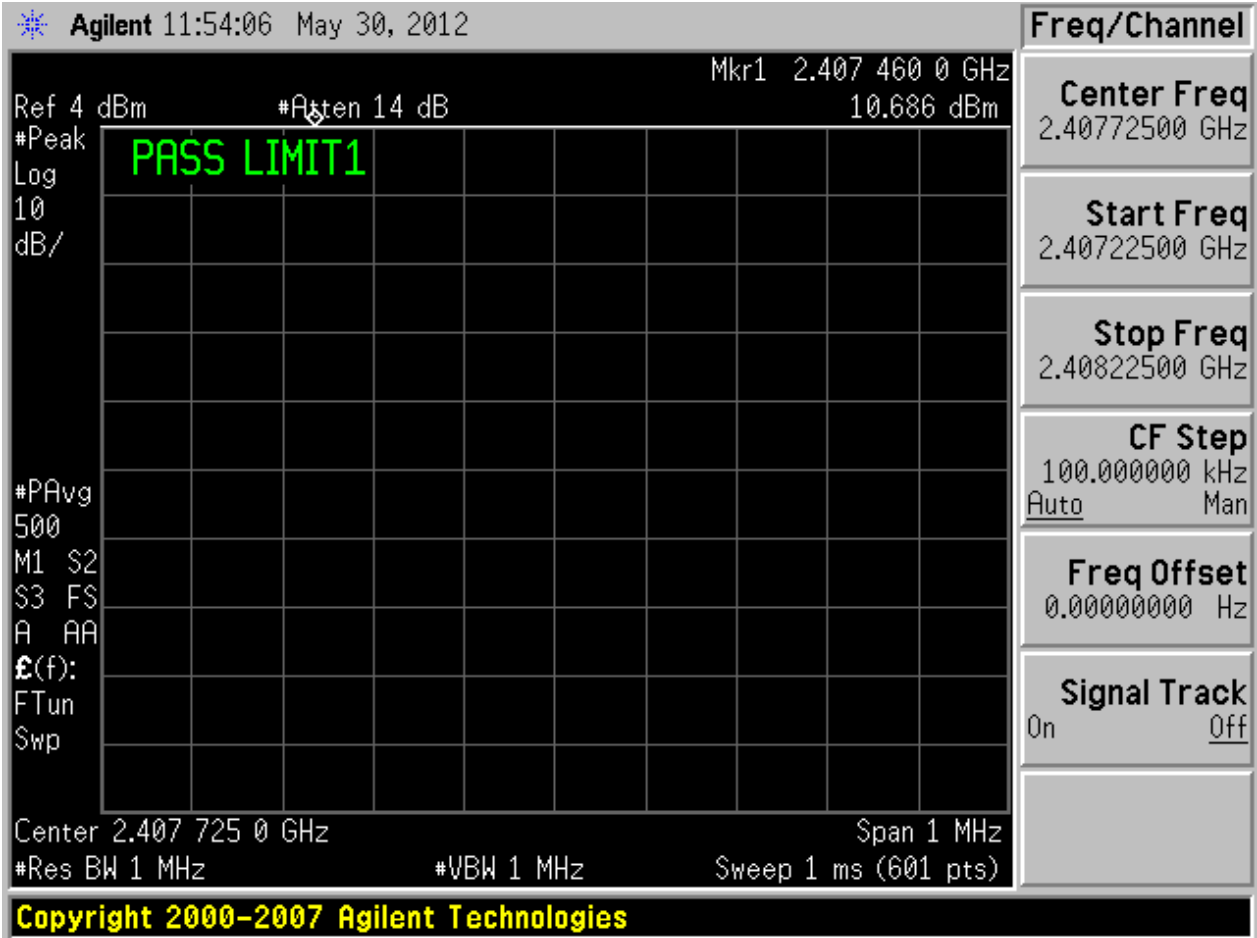 Agilent 11:54:06 May 30, 2012
Freq/Channel
Mkr1 2.407 460 0 GHz
Ref 4 dBm #Atten 14 dB 10.686 dBm
#Peak
Log
10
dB/
PASS LIMIT1
#PAvg
500
M1 S2
S3 FS
A AA
£(f):
FTun
Swp
Center 2.407 725 0 GHz Span 1 MHz
#Res BW 1 MHz #VBW 1 MHz Sweep 1 ms (601 pts)
Center Freq
2.40772500 GHz
Start Freq
2.40722500 GHz
Stop Freq
2.40822500 GHz
CF Step
100.000000 kHz
Auto Man
Freq Offset
0.00000000 Hz
Signal Track
On Off
Copyright 2000-2007 Agilent Technologies